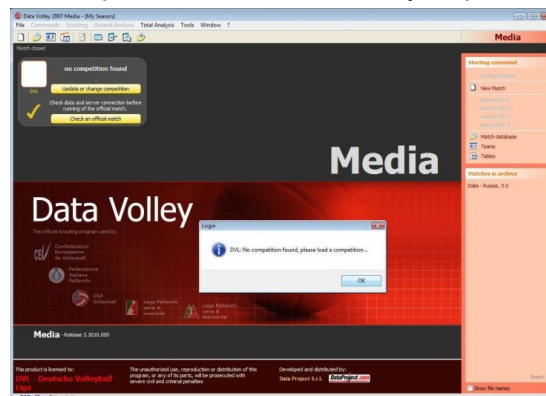 Data Volley 2007 Media - [My Season]
File Commands Scouting General Analysis Total Analysis Tools Window ?
Media
Match closed
no competition found
DVL
Update or change competition
Check data and server connection before
running of the official match.
Check an official match
Starting command
Change Season
New Match
Match database
Teams
Tables
Matches in archive
Italia - Russia, 3-2
Media
Data Volley
The official scouting program used by
CEV
Confédération
Européenne
de Volleyball
Federazione
Italiana
Pallavolo
USA
Volleyball
Lega Pallavolo
serie A
maschile
Lega Pallavolo
serie A
femminile
Login
DVL: No competition found, please load a competition...
OK
Media - Release 3.2010.000
This product is licensed to:
DVL - Deutsche Volleyball
Liga
The unauthorized use, reproduction or distribution of this
program, or any of its parts, will be prosecuted with
severe civil and criminal penalties
Developed and distributed by:
Data Project S.r.l.
DataProject.com
Show file names